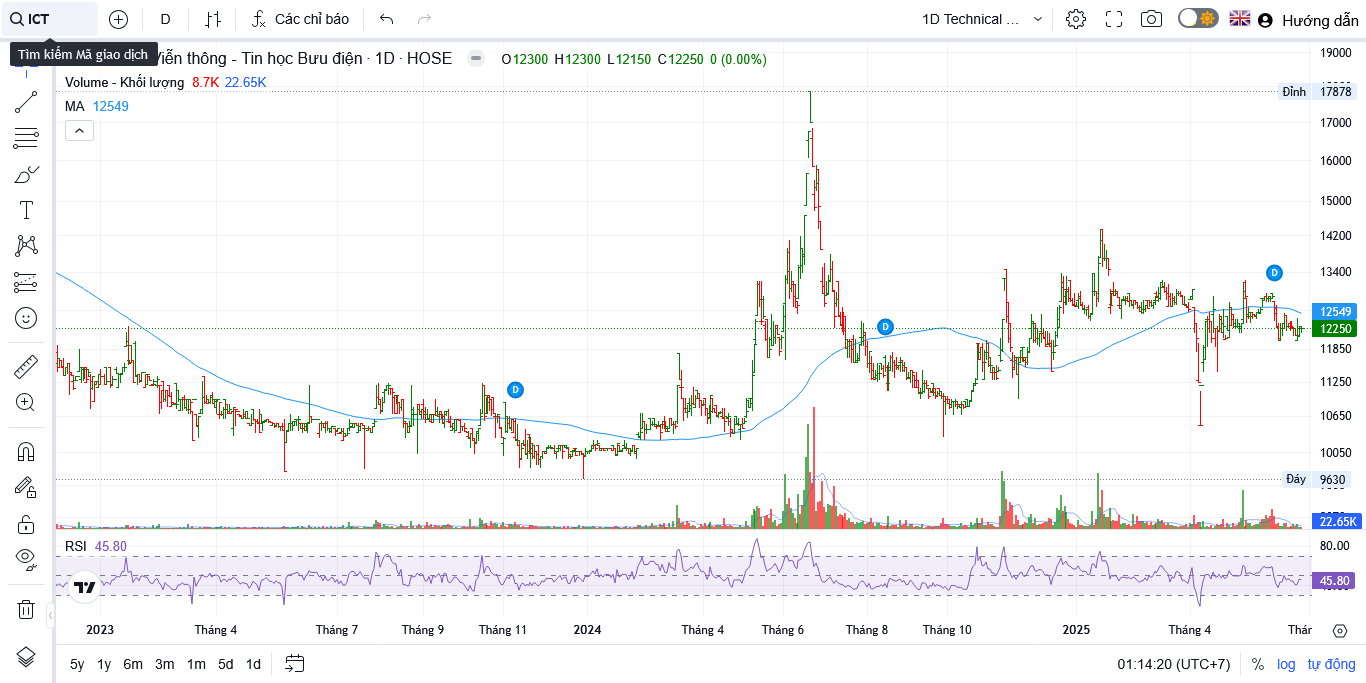 ICT D Các chỉ báo 1D Technical ... Hướng dẫn
Tìm kiếm Mã giao dịch
Viễn thông - Tin học Bưu điện · 1D · HOSE O12300 H12300 L12150 C12250 0 (0.00%)
Volume - Khối lượng 8.7K 22.65K
MA 12549
19000
Đỉnh 17878
17000
16000
15000
14200
13400
12549
12250
11850
11250
10650
10050
Đáy 9630
22.65K
RSI 45.80
80.00
45.80
2023 Tháng 4 Tháng 7 Tháng 9 Tháng 11 2024 Tháng 4 Tháng 6 Tháng 8 Tháng 10 2025 Tháng 4 Thár
5y 1y 6m 3m 1m 5d 1d 01:14:20 (UTC+7) % log tự động
D
D
D